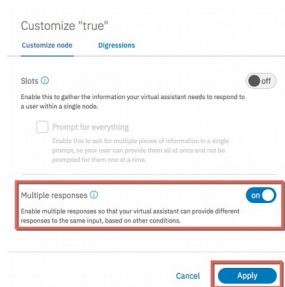 Customize "true"
Customize node Digressions
Slots ⓘ off
Enable this to gather the information your virtual assistant needs to respond to
a user within a single node.
Prompt for everything
Enable this to ask for multiple pieces of information in a single
prompt, so your user can provide them all at once and not be
prompted for them one at a time.
Multiple responses ⓘ on
Enable multiple responses so that your virtual assistant can provide different
responses to the same input, based on other conditions.
Cancel Apply